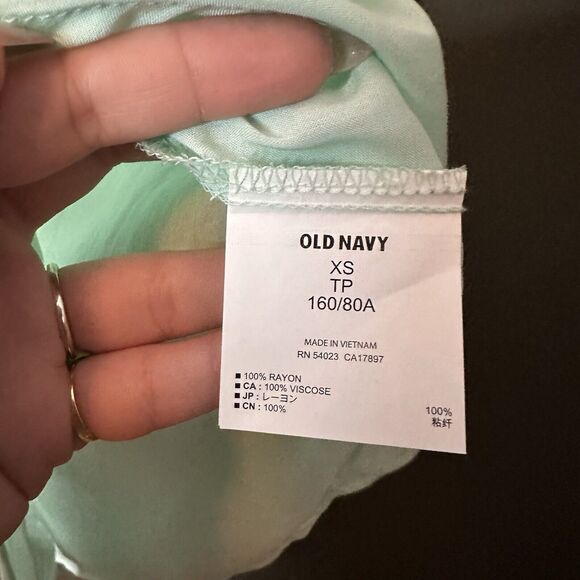 OLD NAVY
XS
TP
160/80A
MADE IN VIETNAM
RN 54023 CA17897
■ 100% RAYON
■ CA : 100% VISCOSE
■ JP : レーヨン
■ CN : 100%
100%
粘纤